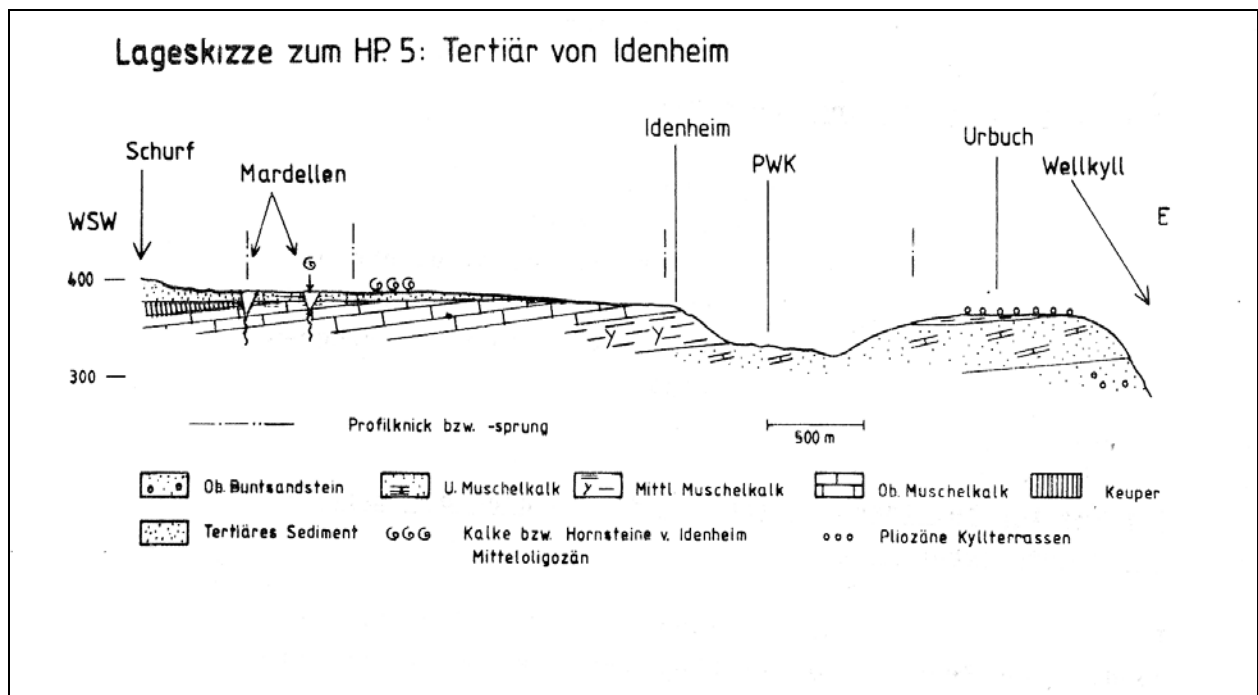 Lageskizze zum HP. 5: Tertiär von Idenheim
Idenheim
Urbuch
Schurf
PWK
Wellkyll
Mardellen
WSW
E
400
300
Profilknick bzw. -sprung
500 m
Ob. Buntsandstein
U. Muschelkalk
Mittl. Muschelkalk
Ob. Muschelkalk
Keuper
Tertiäres Sediment
Kalke bzw. Hornsteine v. Idenheim
Mitteloligozän
Pliozäne Kyllterrassen